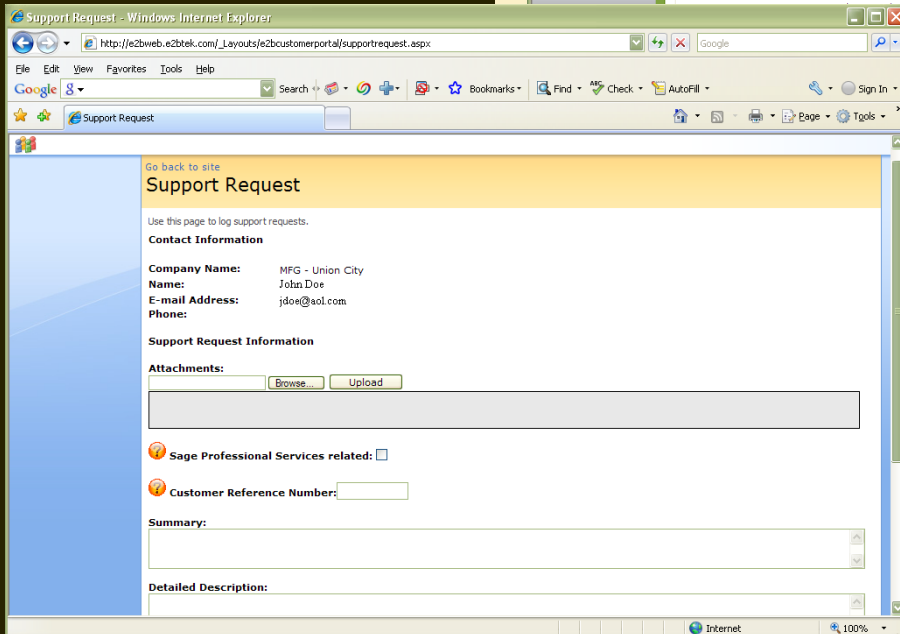 Support Request - Windows Internet Explorer
http://e2bweb.e2btek.com/_Layouts/e2bcustomerportal/supportrequest.aspx
Google
File Edit View Favorites Tools Help
Google Search Bookmarks Find Check AutoFill Sign In
Support Request Page Tools
Go back to site
Support Request
Use this page to log support requests.
Contact Information
Company Name: MFG - Union City
Name: John Doe
E-mail Address: jdoe@aol.com
Phone:
Support Request Information
Attachments:
Browse... Upload
Sage Professional Services related:
Customer Reference Number:
Summary:
Detailed Description:
Internet 100%